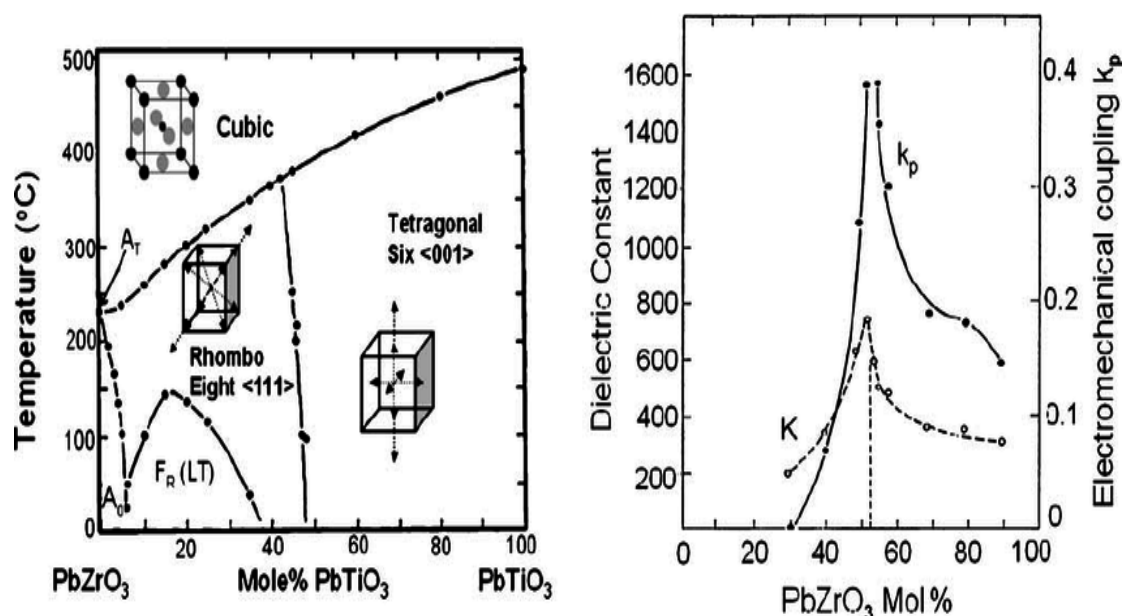 500
400
300
200
100
0
Temperature (°C)
Cubic
A_T
Tetragonal
Six <001>
Rhombo
Eight <111>
F_R (LT)
A_0
20
40
60
80
100
PbZrO₃
Mole% PbTiO₃
PbTiO₃
1600
1400
1200
1000
800
600
400
200
Dielectric Constant
k_p
K
0.4
0.3
0.2
0.1
0
Electromechanical coupling k_p
0
20
40
60
80
100
PbZrO₃ Mol%